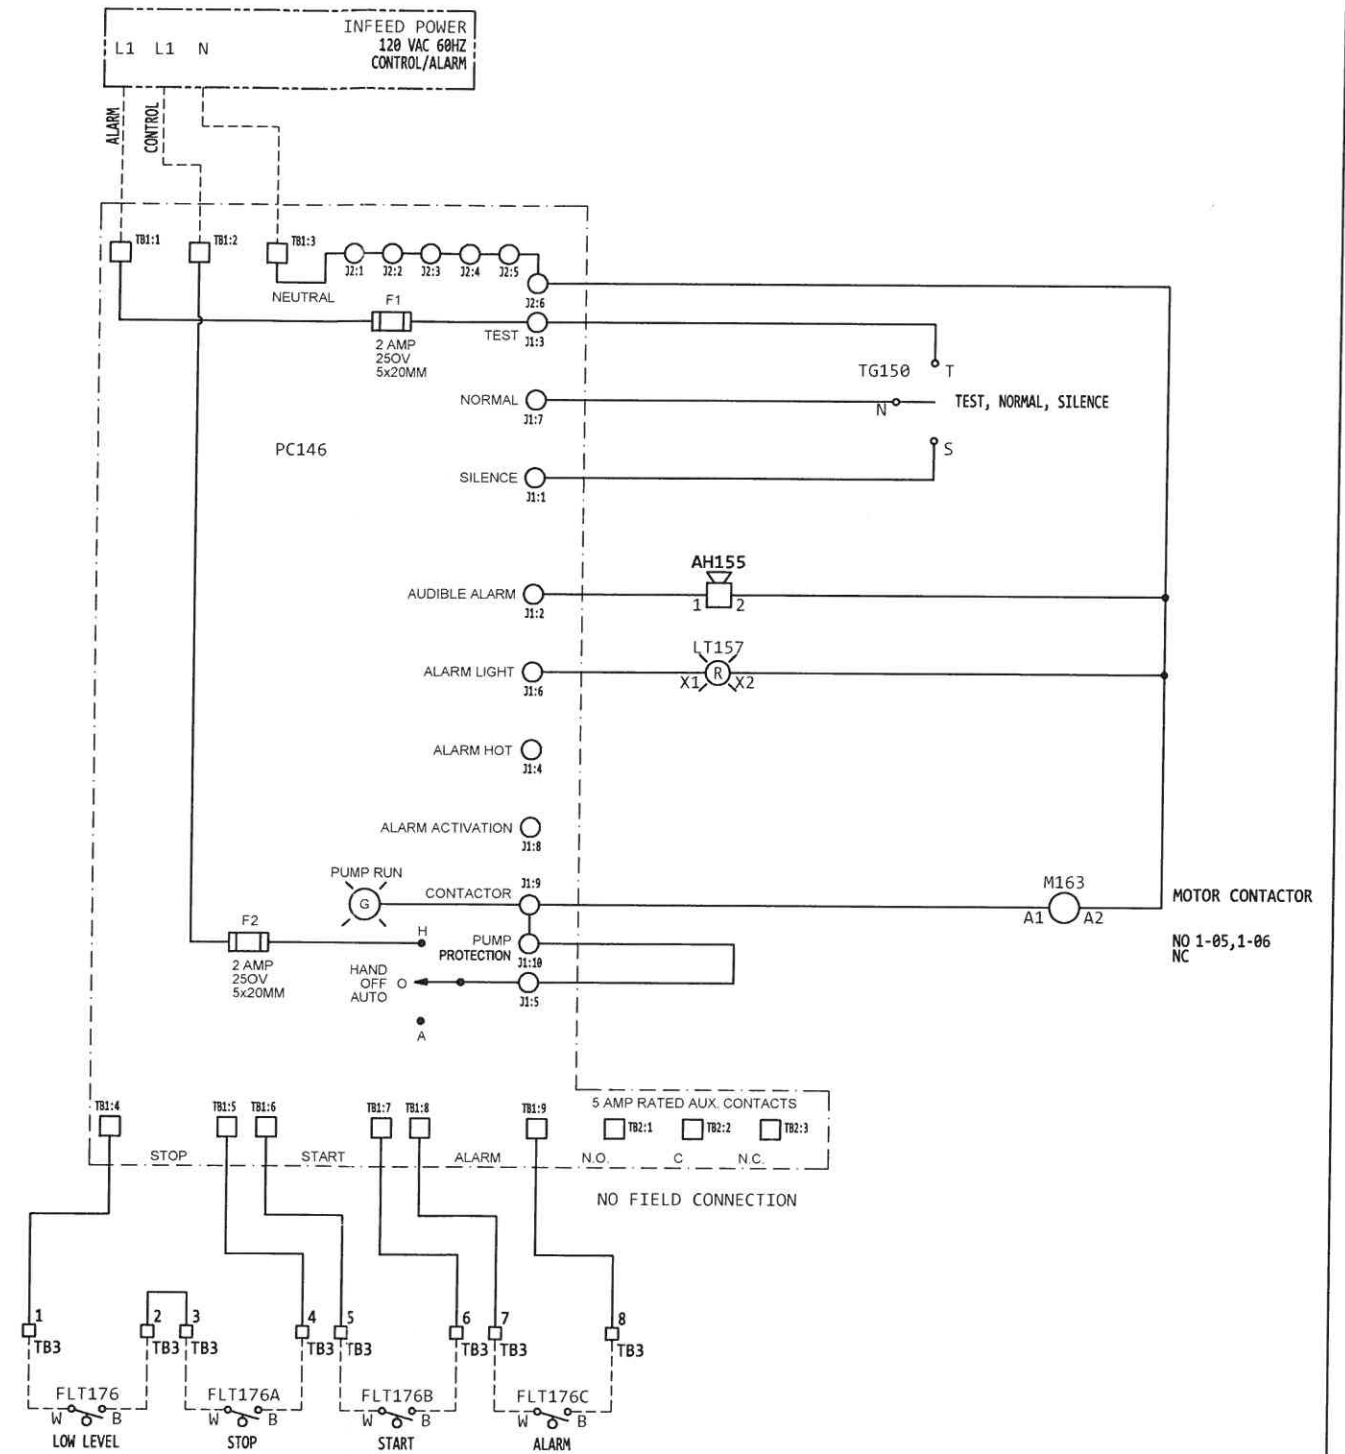 INFEED POWER
L1 L1 N
120 VAC 60HZ
CONTROL/ALARM
ALARM
CONTROL
TB1:1
TB1:2
TB1:3
J2:1
J2:2
J2:3
J2:4
J2:5
NEUTRAL
J2:6
F1
2 AMP
250V
5x20MM
TEST
J1:3
TG150
T
NORMAL
J1:7
N
TEST, NORMAL, SILENCE
PC146
S
SILENCE
J1:1
AH155
AUDIBLE ALARM
J1:2
1
2
LT157
ALARM LIGHT
J1:6
X1
R
X2
ALARM HOT
J1:4
ALARM ACTIVATION
J1:8
PUMP RUN
G
CONTACTOR
J1:9
M163
A1
A2
MOTOR CONTACTOR
NO 1-05,1-06
NC
F2
2 AMP
250V
5x20MM
H
PUMP
PROTECTION
J1:10
HAND
OFF
AUTO
O
J1:5
A
TB1:4
TB1:5
TB1:6
TB1:7
TB1:8
TB1:9
5 AMP RATED AUX. CONTACTS
TB2:1
TB2:2
TB2:3
STOP
START
ALARM
N.O.
C
N.C.
NO FIELD CONNECTION
1
2
3
4
5
6
7
8
TB3
TB3
TB3
TB3
TB3
TB3
TB3
TB3
FLT176
FLT176A
FLT176B
FLT176C
W
B
W
B
W
B
W
B
LOW LEVEL
STOP
START
ALARM